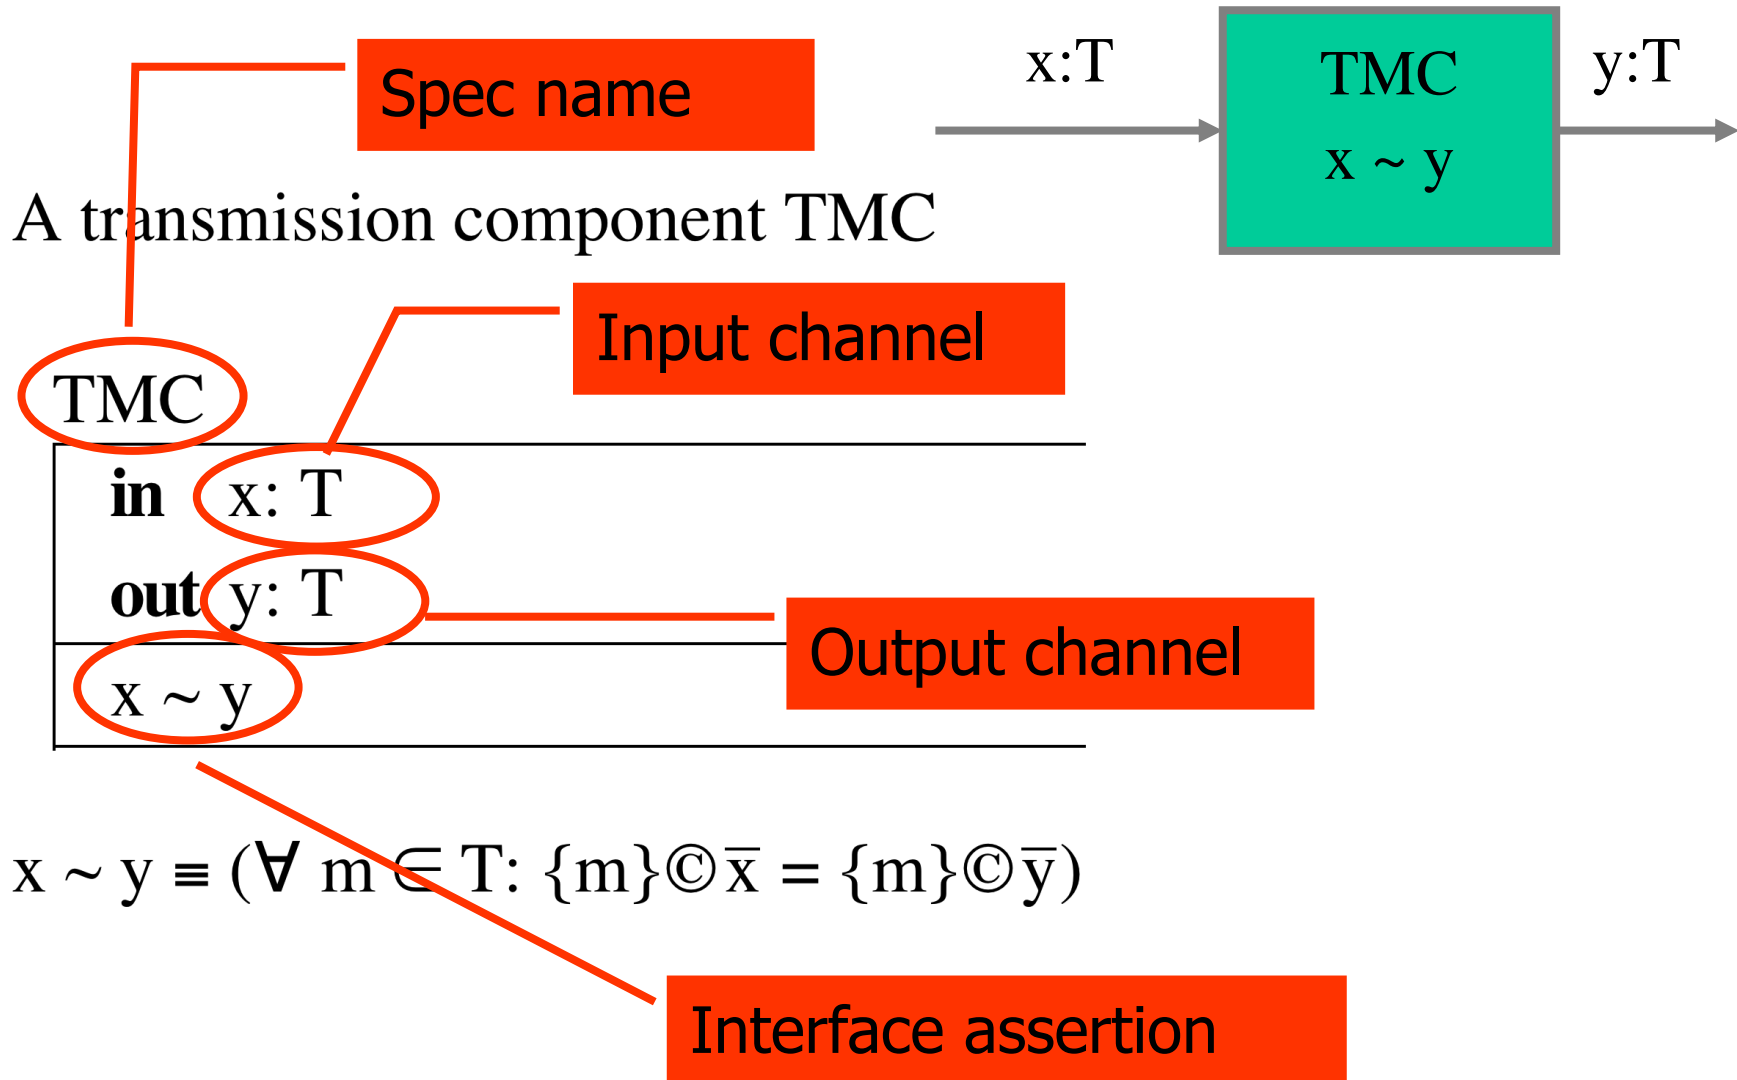 Spec name
x:T
TMC
y:T
x ~ y
A transmission component TMC
Input channel
TMC
in x: T
out y: T
Output channel
x ~ y
x ~ y ≡ (∀ m ∈ T: {m}©x̅ = {m}©y̅)
Interface assertion